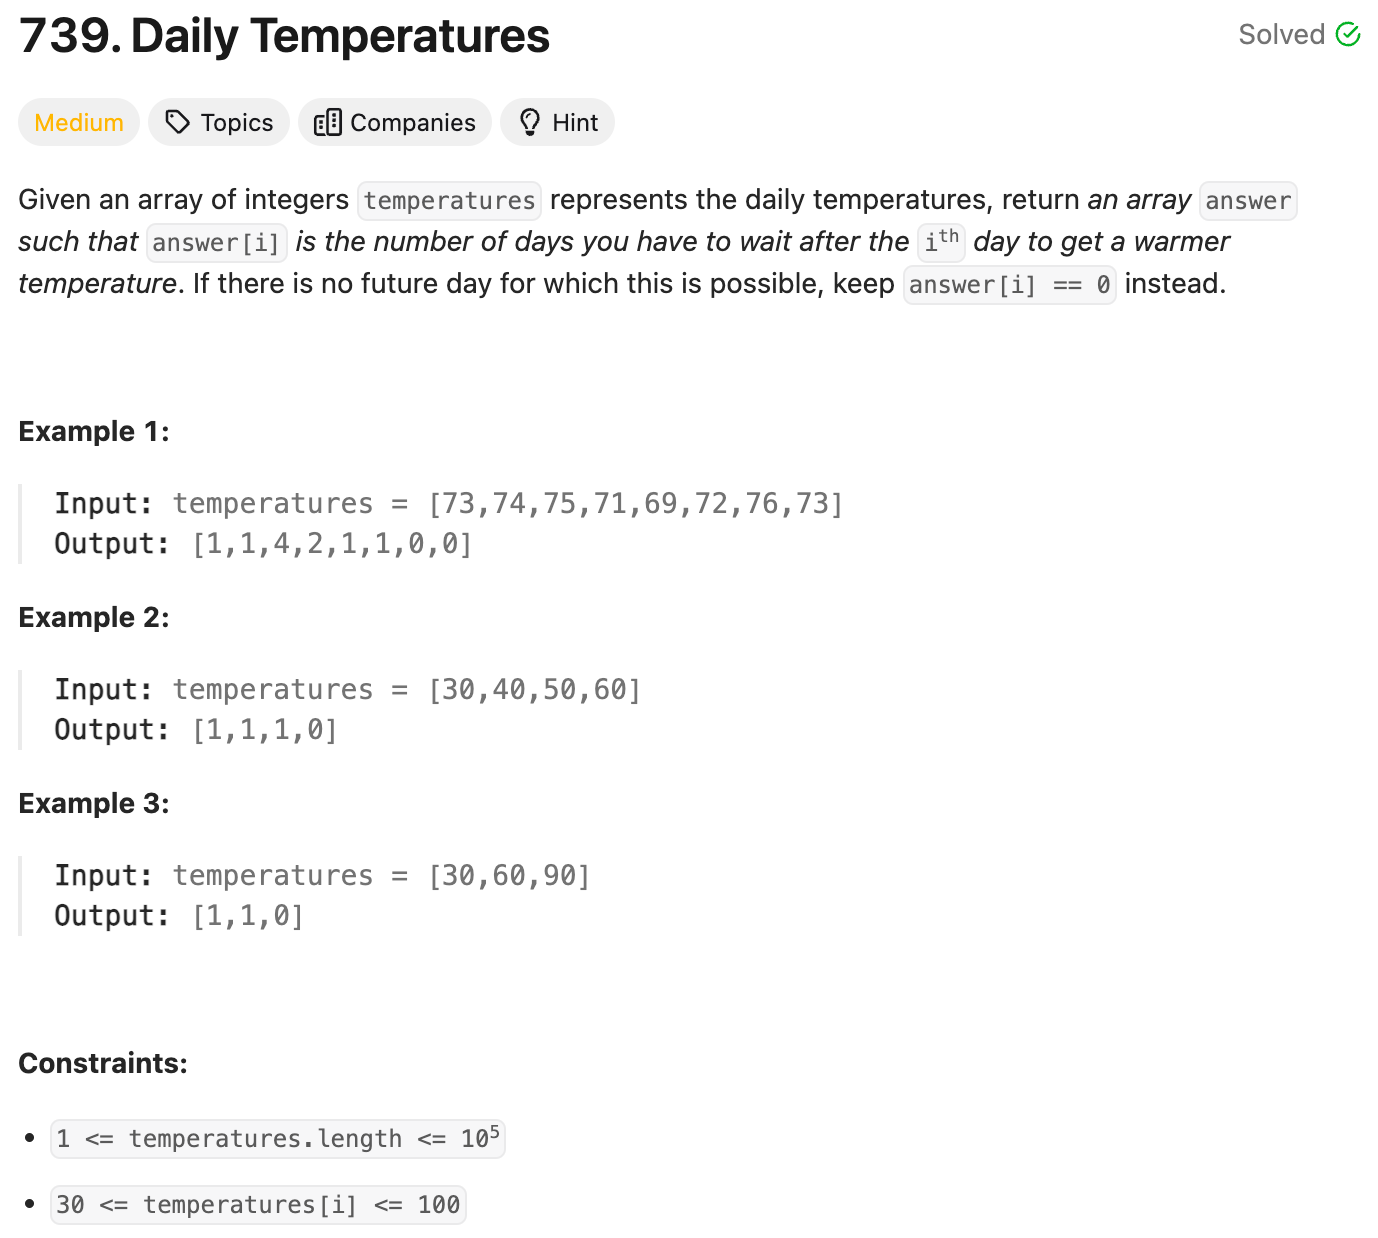 739. Daily Temperatures
Solved
Medium Topics Companies Hint
Given an array of integers temperatures represents the daily temperatures, return an array answer
such that answer[i] is the number of days you have to wait after the ith day to get a warmer
temperature. If there is no future day for which this is possible, keep answer[i] == 0 instead.
Example 1:
Input: temperatures = [73,74,75,71,69,72,76,73]
Output: [1,1,4,2,1,1,0,0]
Example 2:
Input: temperatures = [30,40,50,60]
Output: [1,1,1,0]
Example 3:
Input: temperatures = [30,60,90]
Output: [1,1,0]
Constraints:
• 1 <= temperatures.length <= 10⁵
• 30 <= temperatures[i] <= 100